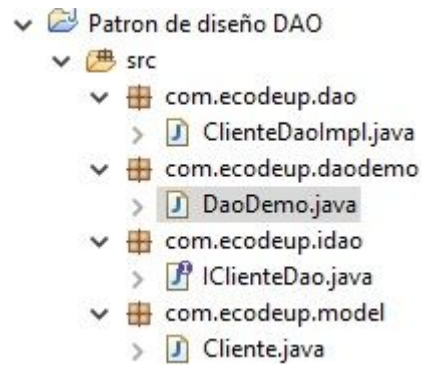 Patron de diseño DAO
src
com.ecodeup.dao
ClienteDaoImpl.java
com.ecodeup.daodemo
DaoDemo.java
com.ecodeup.idao
IClienteDao.java
com.ecodeup.model
Cliente.java